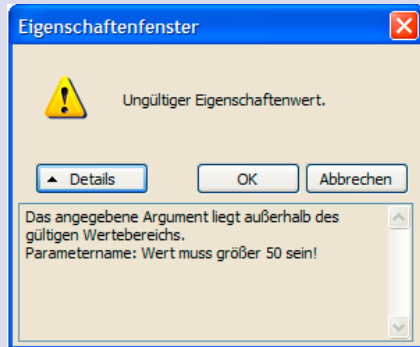 Eigenschaftenfenster
Ungültiger Eigenschaftenwert.
Details
OK
Abbrechen
Das angegebene Argument liegt außerhalb des
gültigen Wertebereichs.
Parametername: Wert muss größer 50 sein!